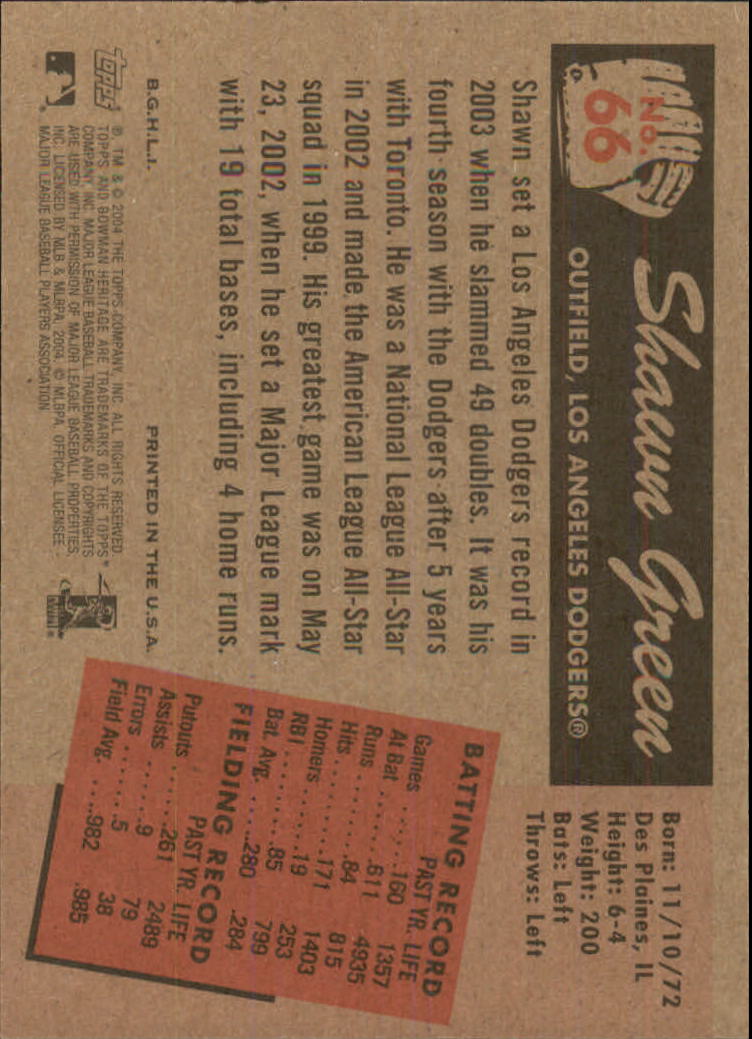 No.
66
Shawn Green
OUTFIELD, LOS ANGELES DODGERS®
Born: 11/10/72
Des Plaines, IL
Height: 6-4
Weight: 200
Bats: Left
Throws: Left
Shawn set a Los Angeles Dodgers record in
2003 when he slammed 49 doubles. It was his
fourth season with the Dodgers after 5 years
with Toronto. He was a National League All-Star
in 2002 and made the American League All-Star
squad in 1999. His greatest game was on May
23, 2002, when he set a Major League mark
with 19 total bases, including 4 home runs.
BATTING RECORD
PAST YR. LIFE
Games . . . . .160 1357
At Bat . . . . . .611 4935
Runs . . . . . . . .84 815
Hits . . . . . . . .171 1403
Homers . . . . .19 253
RBI . . . . . . . . .85 799
Bat. Avg. . . . .280 .284
FIELDING RECORD
PAST YR. LIFE
Putouts . . . . .261 2489
Assists . . . . . . .9 79
Errors . . . . . . . .5 38
Field Avg. . . . .982 .985
B.G.H.L.I. PRINTED IN THE U.S.A.
Topps
®, TM & © 2004 THE TOPPS COMPANY, INC. ALL RIGHTS RESERVED.
TOPPS AND BOWMAN HERITAGE ARE TRADEMARKS OF THE TOPPS
COMPANY, INC. MAJOR LEAGUE BASEBALL TRADEMARKS AND COPYRIGHTS
ARE USED WITH PERMISSION OF MAJOR LEAGUE BASEBALL PROPERTIES,
INC. LICENSED BY MLB & MLBPA 2004. © MLBPA, OFFICIAL LICENSEE -
MAJOR LEAGUE BASEBALL PLAYERS ASSOCIATION